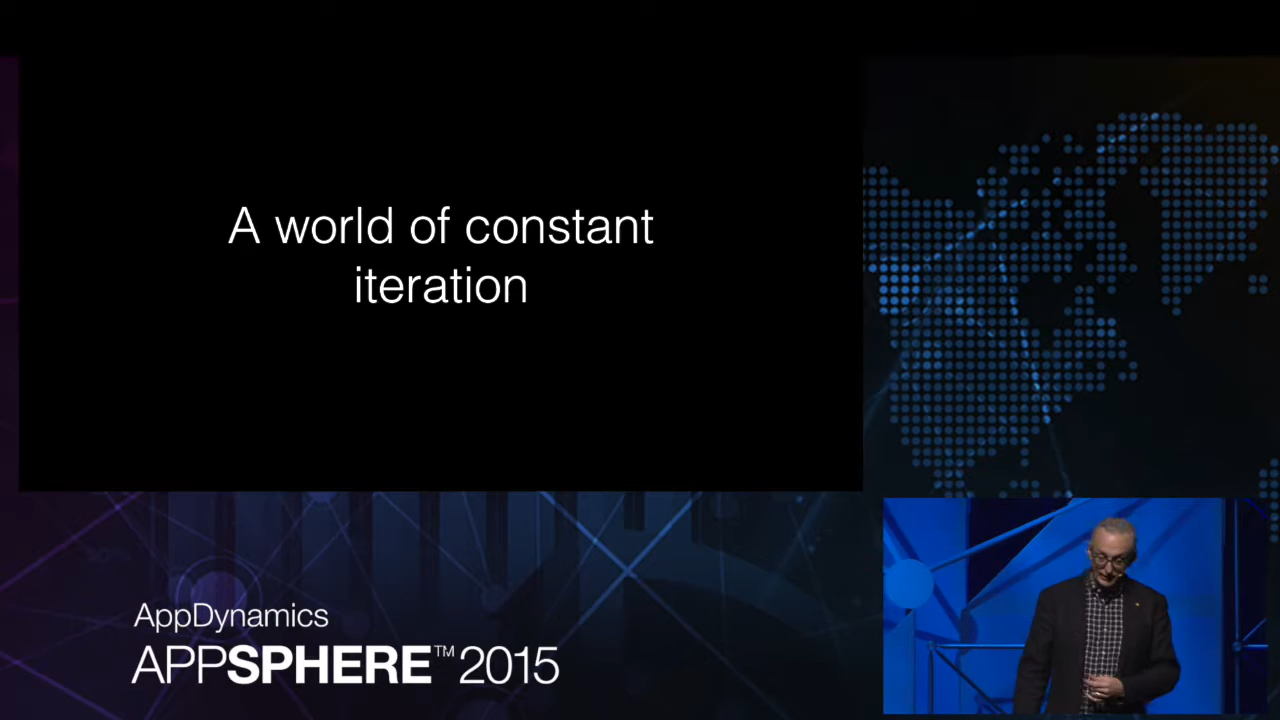 A world of constant
iteration
AppDynamics
APPSPHERE™ 2015